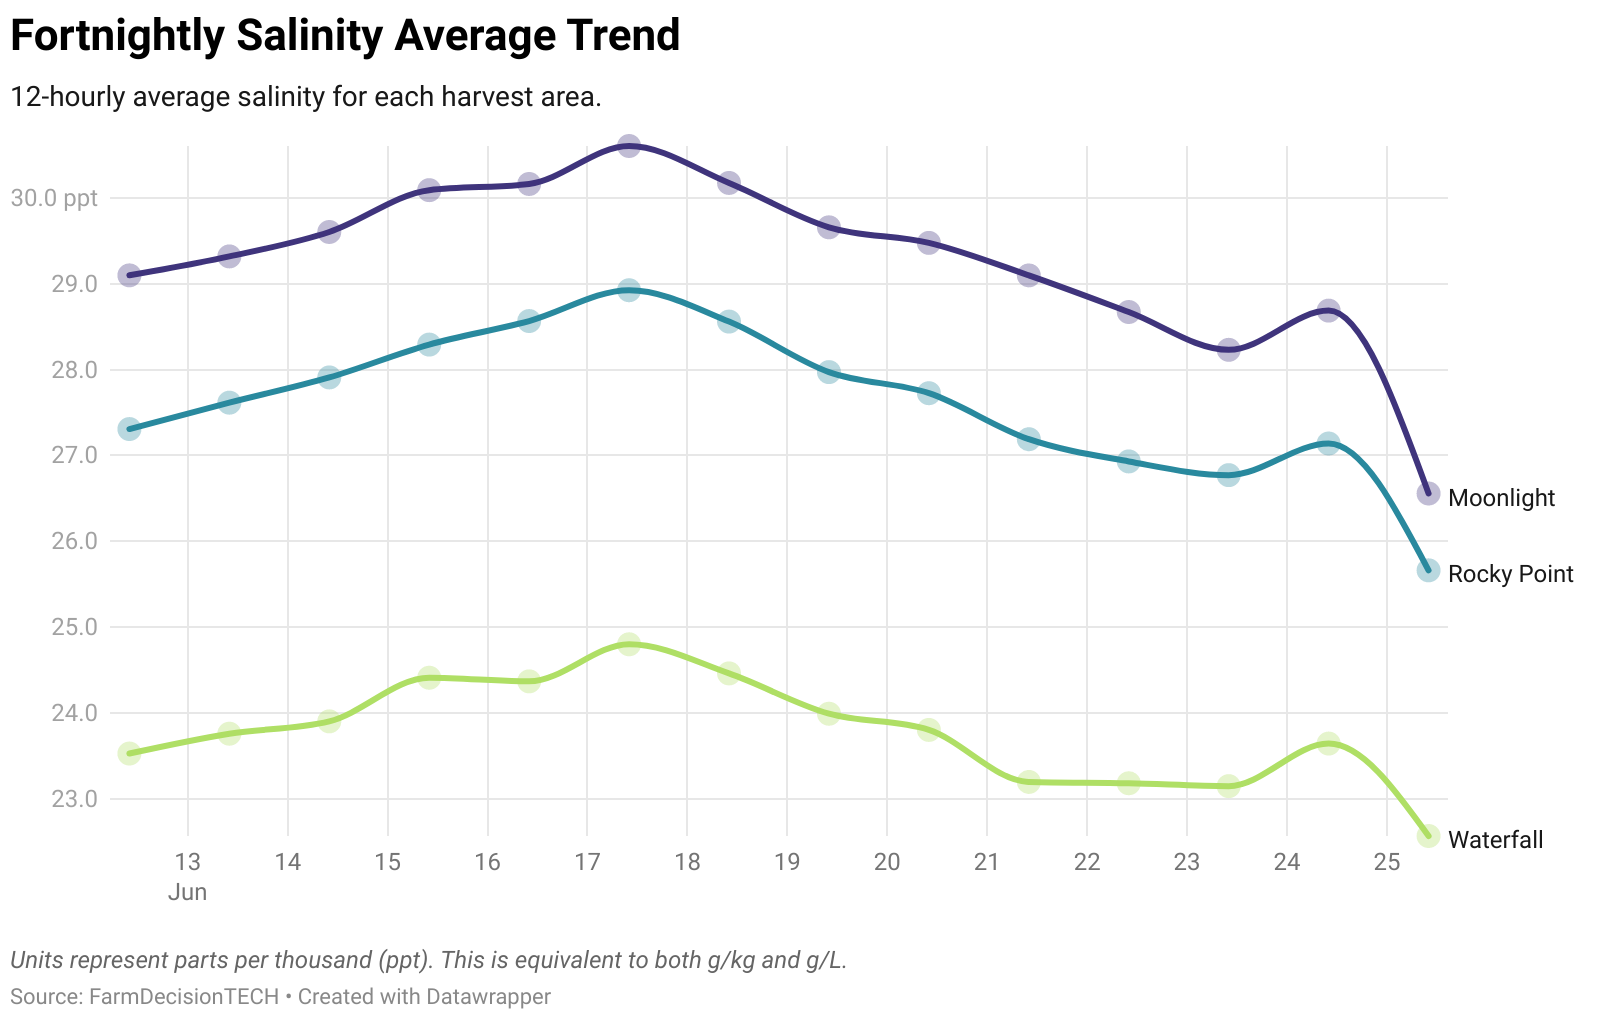 Fortnightly Salinity Average Trend
12-hourly average salinity for each harvest area.
30.0 ppt
29.0
28.0
27.0
26.0
25.0
24.0
23.0
Moonlight
Rocky Point
Waterfall
13 14 15 16 17 18 19 20 21 22 23 24 25
Jun
Units represent parts per thousand (ppt). This is equivalent to both g/kg and g/L.
Source: FarmDecisionTECH • Created with Datawrapper